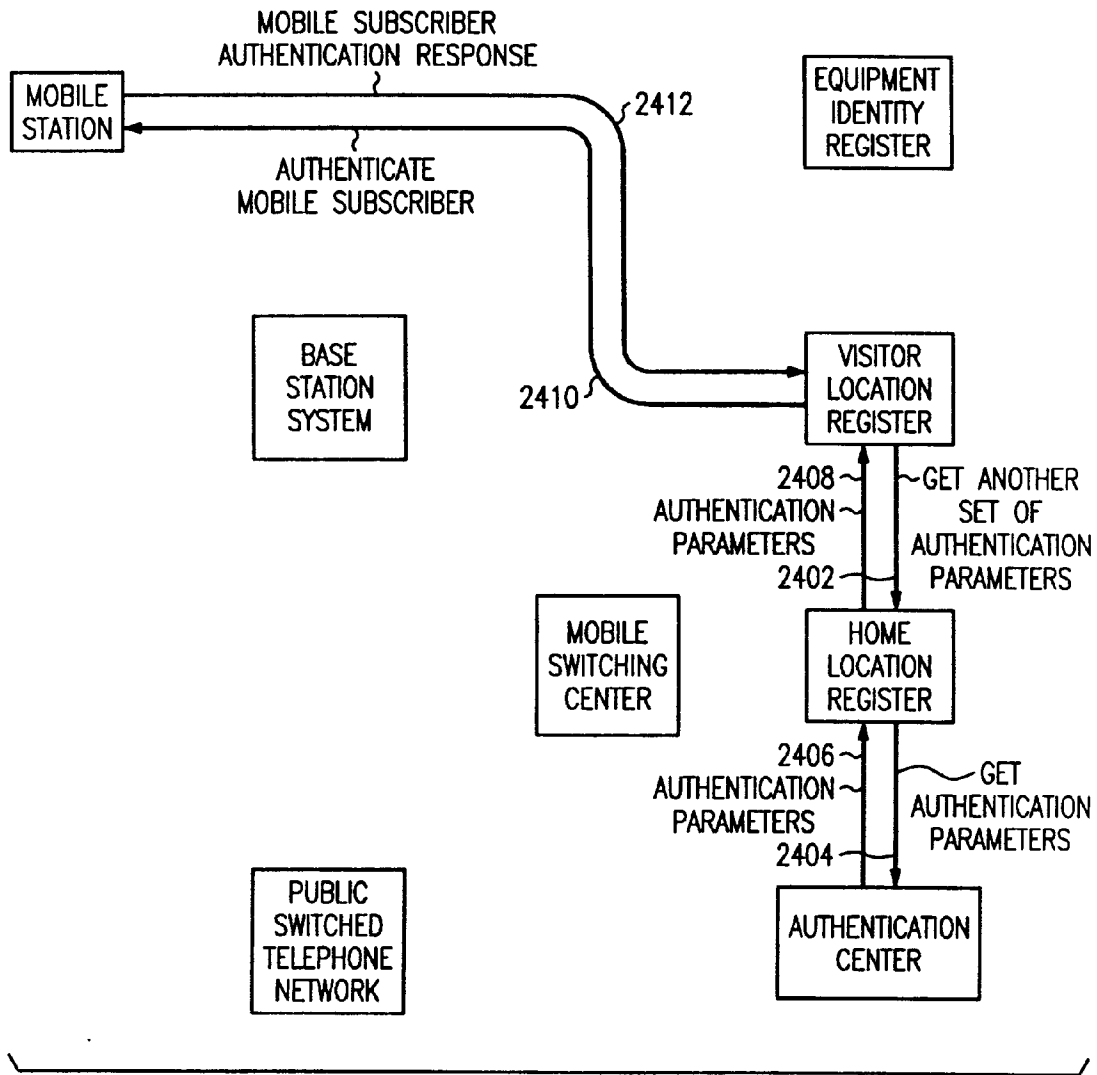 MOBILE SUBSCRIBER
AUTHENTICATION RESPONSE
MOBILE
STATION
2412
EQUIPMENT
IDENTITY
REGISTER
AUTHENTICATE
MOBILE SUBSCRIBER
BASE
STATION
SYSTEM
2410
VISITOR
LOCATION
REGISTER
2408
AUTHENTICATION
PARAMETERS
2402
GET ANOTHER
SET OF
AUTHENTICATION
PARAMETERS
MOBILE
SWITCHING
CENTER
HOME
LOCATION
REGISTER
2406
AUTHENTICATION
PARAMETERS
2404
GET
AUTHENTICATION
PARAMETERS
PUBLIC
SWITCHED
TELEPHONE
NETWORK
AUTHENTICATION
CENTER